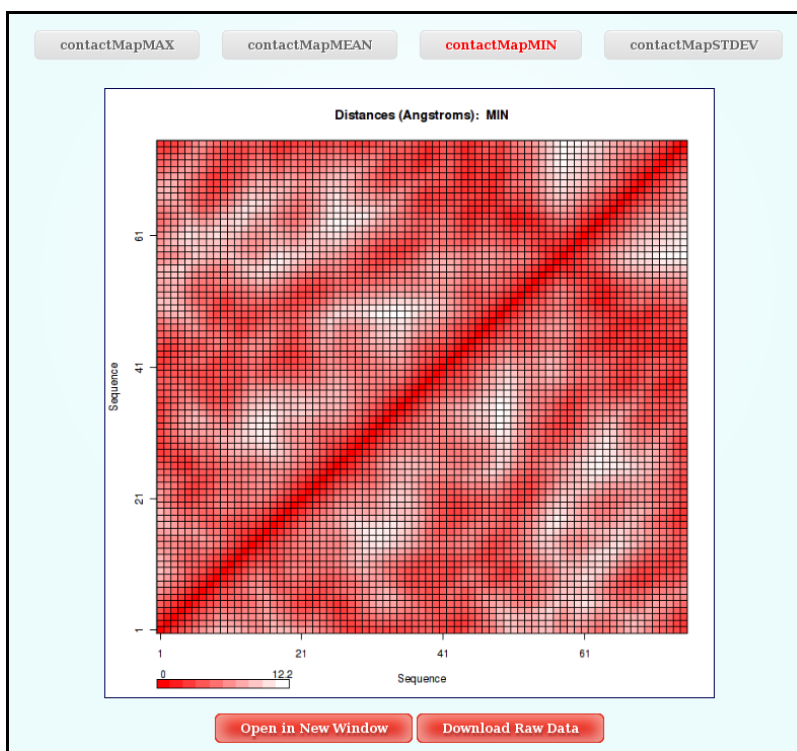 contactMapMAX contactMapMEAN contactMapMIN contactMapSTDEV
Distances (Angstroms): MIN
61
41
Sequence
21
1
1 21 41 61
0 12.2
Sequence
Open in New Window Download Raw Data